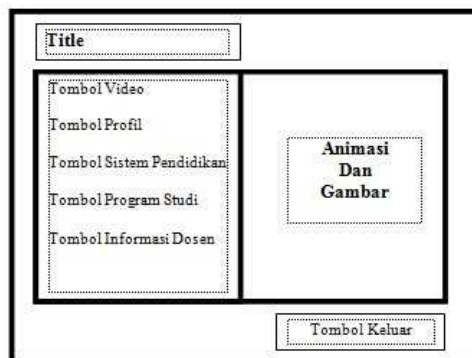 Title
Tombol Video
Tombol Profil
Tombol Sistem Pendidikan
Tombol Program Studi
Tombol Informasi Dosen
Animasi
Dan
Gambar
Tombol Keluar